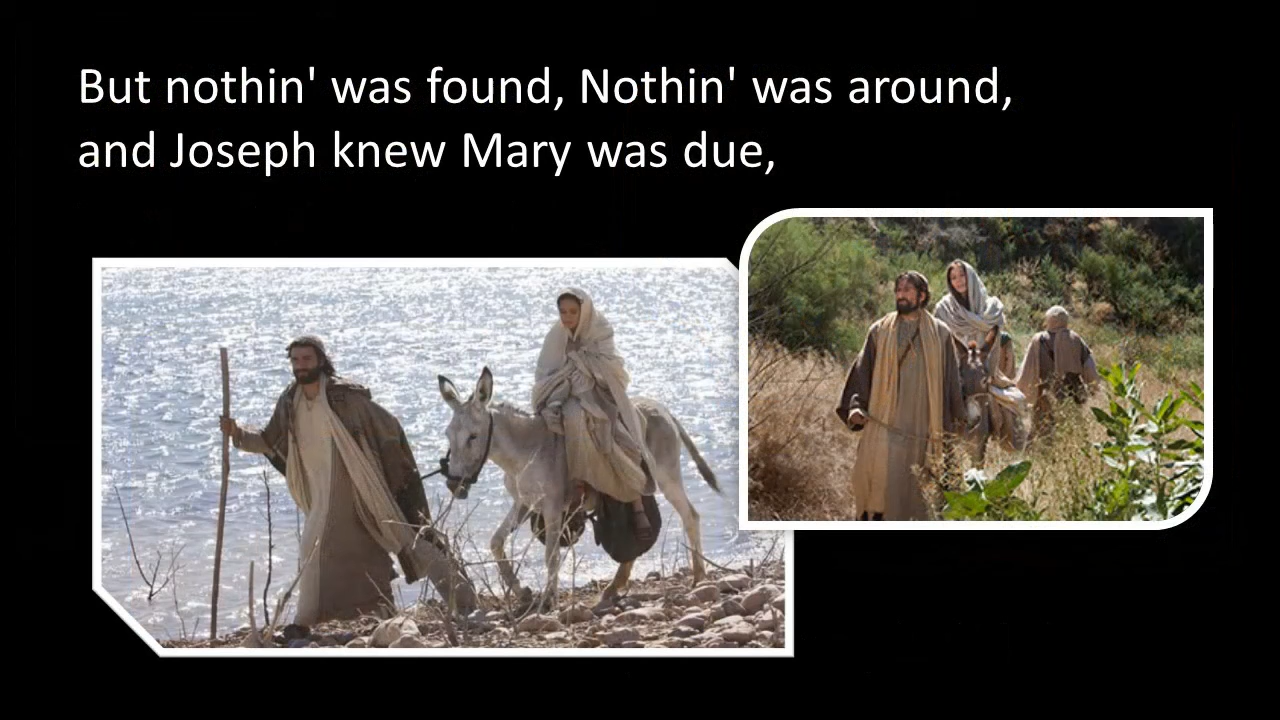 But nothin' was found, Nothin' was around,
and Joseph knew Mary was due,